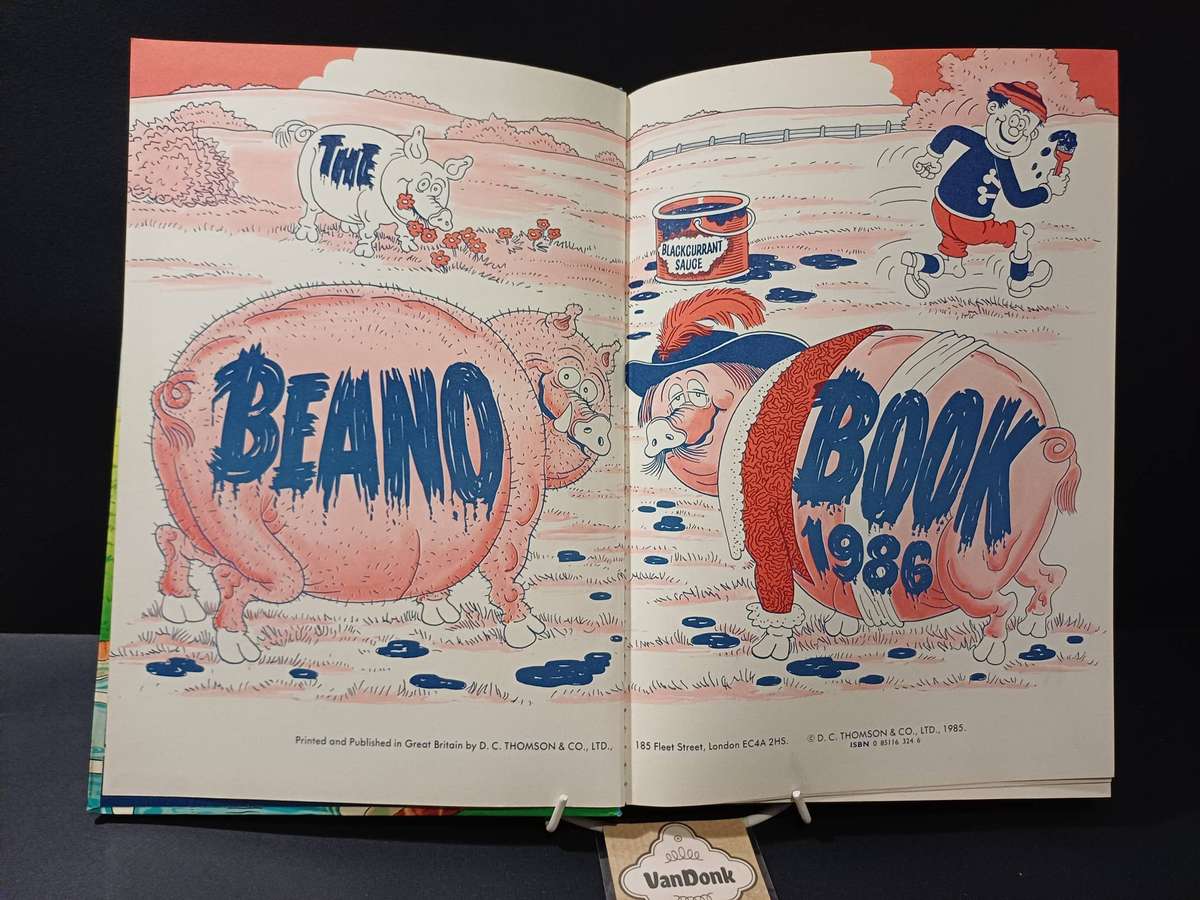 THE
BLACKCURRANT
SAUCE
BEANO
BOOK
1986
Printed and Published in Great Britain by D. C. THOMSON & CO., LTD., 185 Fleet Street, London EC4A 2HS. © D. C. THOMSON & CO., LTD., 1985.
ISBN 0 85116 324 6
VanDonk